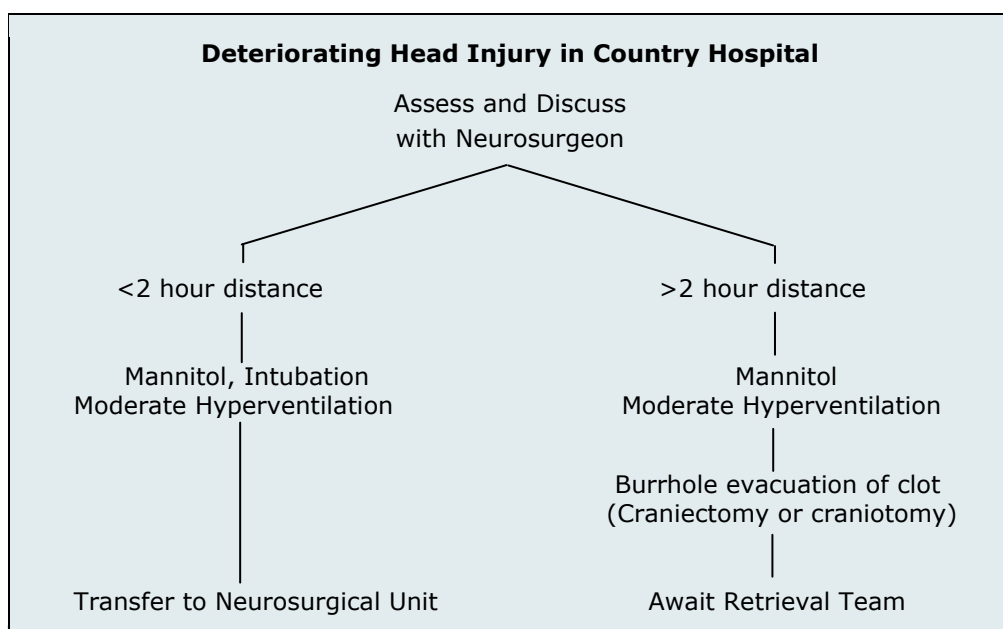 Deteriorating Head Injury in Country Hospital
Assess and Discuss
with Neurosurgeon
<2 hour distance
>2 hour distance
Mannitol, Intubation
Moderate Hyperventilation
Mannitol
Moderate Hyperventilation
Burrhole evacuation of clot
(Craniectomy or craniotomy)
Transfer to Neurosurgical Unit
Await Retrieval Team